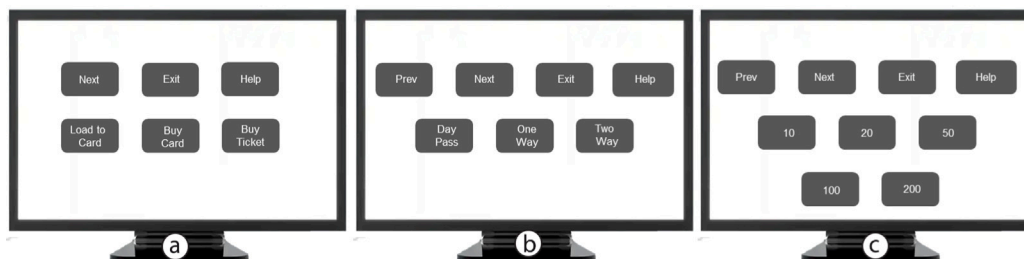 Next Exit Help
Load to Card Buy Card Buy Ticket
a
Prev Next Exit Help
Day Pass One Way Two Way
b
Prev Next Exit Help
10 20 50
100 200
c